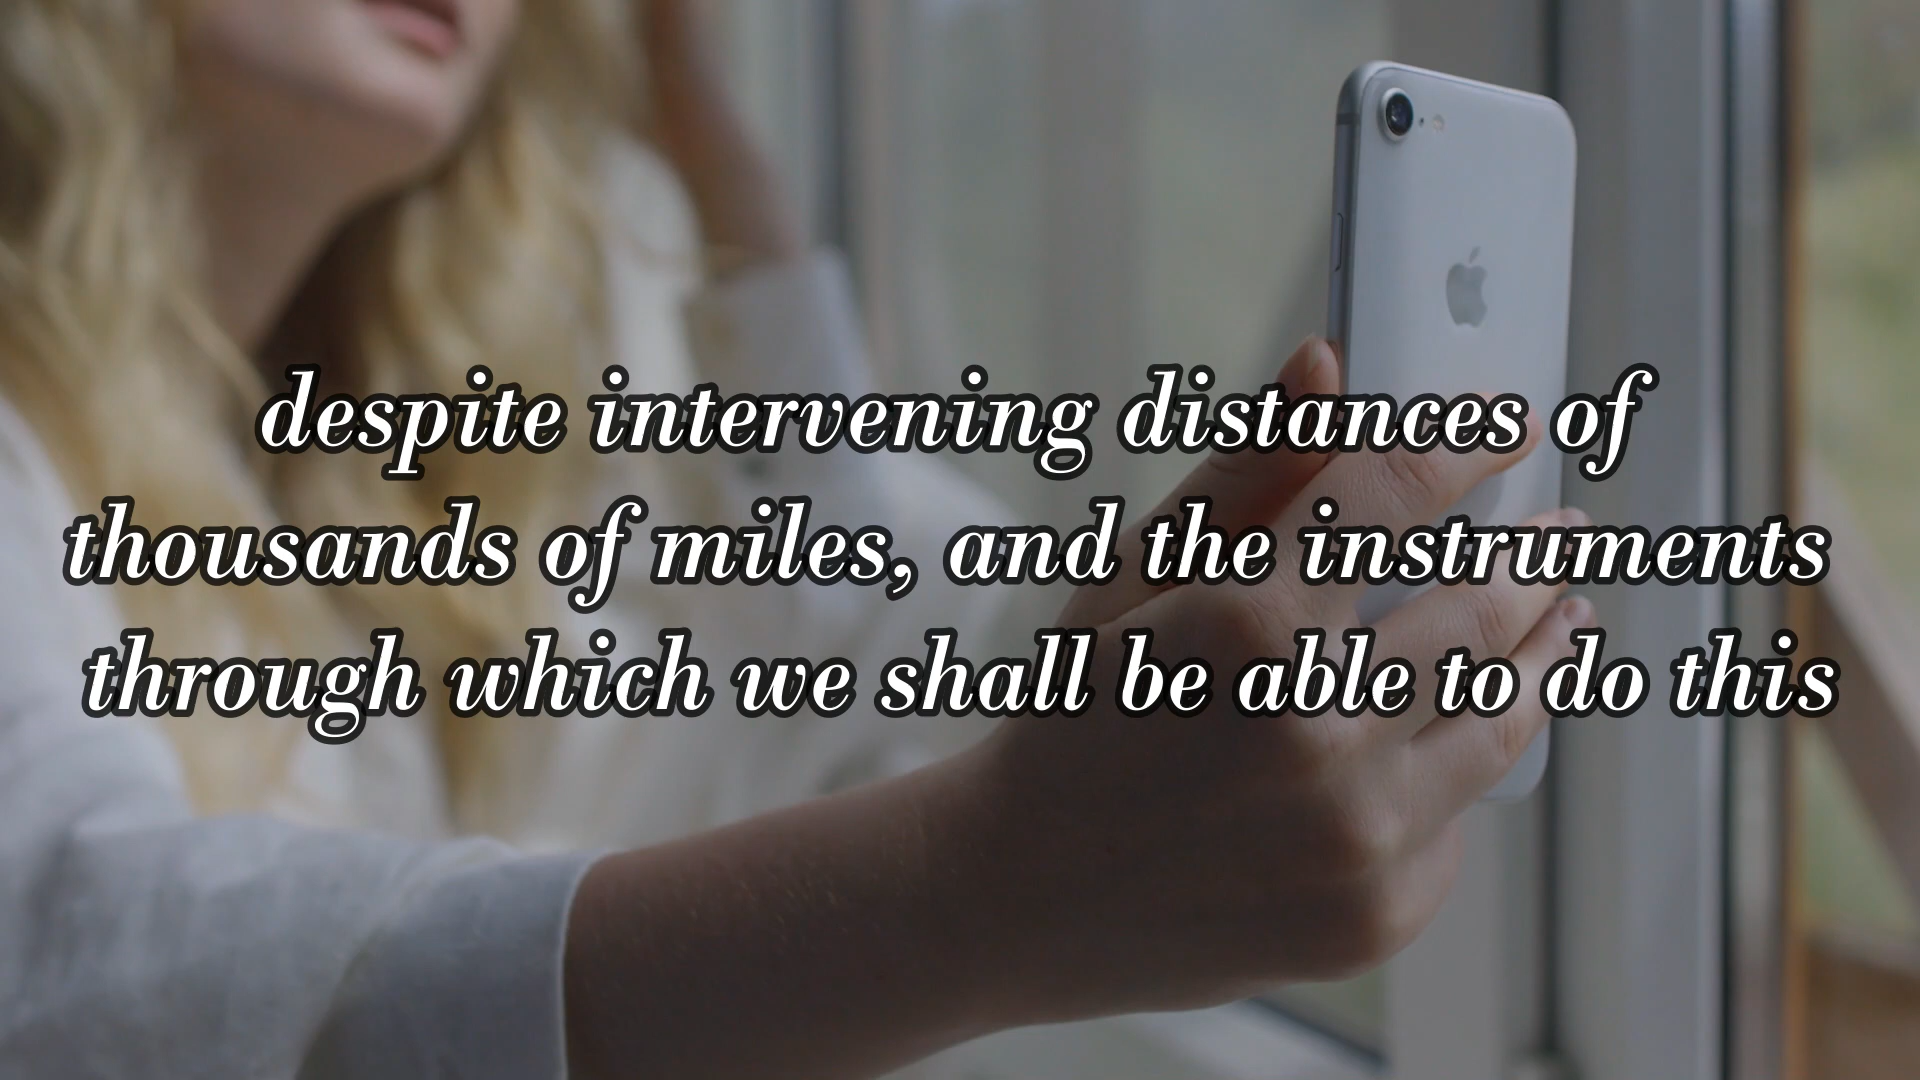 despite intervening distances of
thousands of miles, and the instruments
through which we shall be able to do this